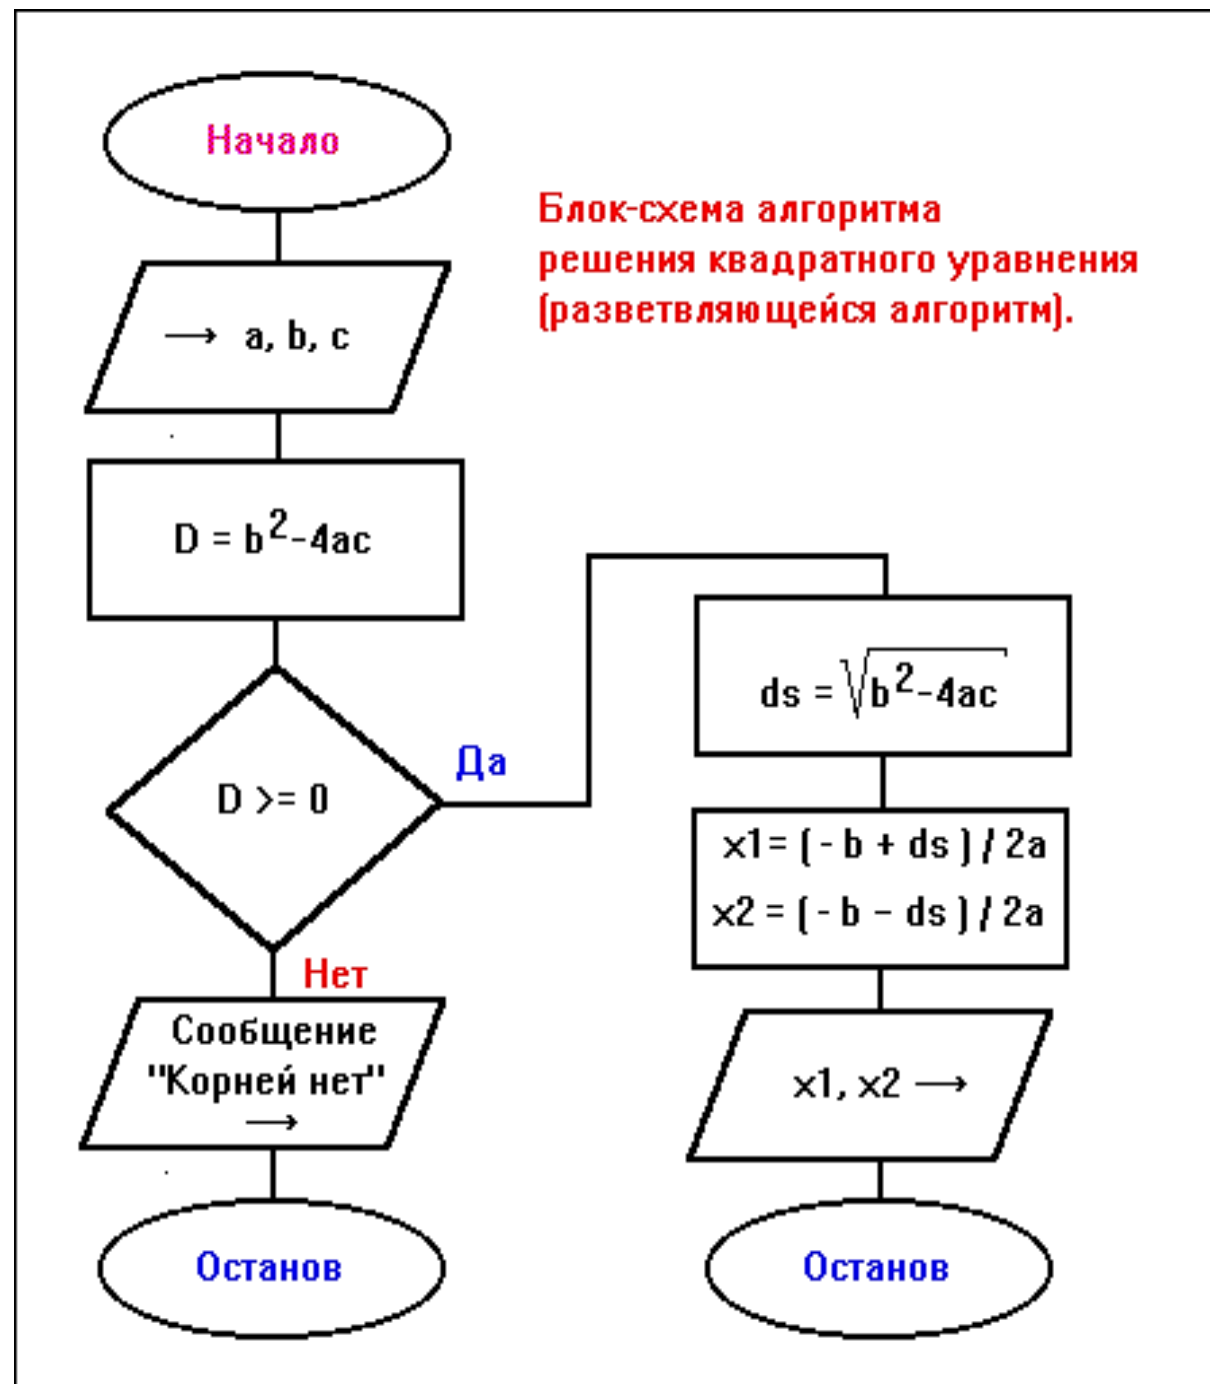 Начало
Блок-схема алгоритма
решения квадратного уравнения
(разветвляющейся алгоритм).
⟶ a, b, c
D = b²-4ac
D >= 0
Да
Нет
Сообщение
"Корней нет"
⟶
Останов
ds = √b²-4ac
x1= ( - b + ds ) / 2a
x2 = ( - b - ds ) / 2a
x1, x2 ⟶
Останов